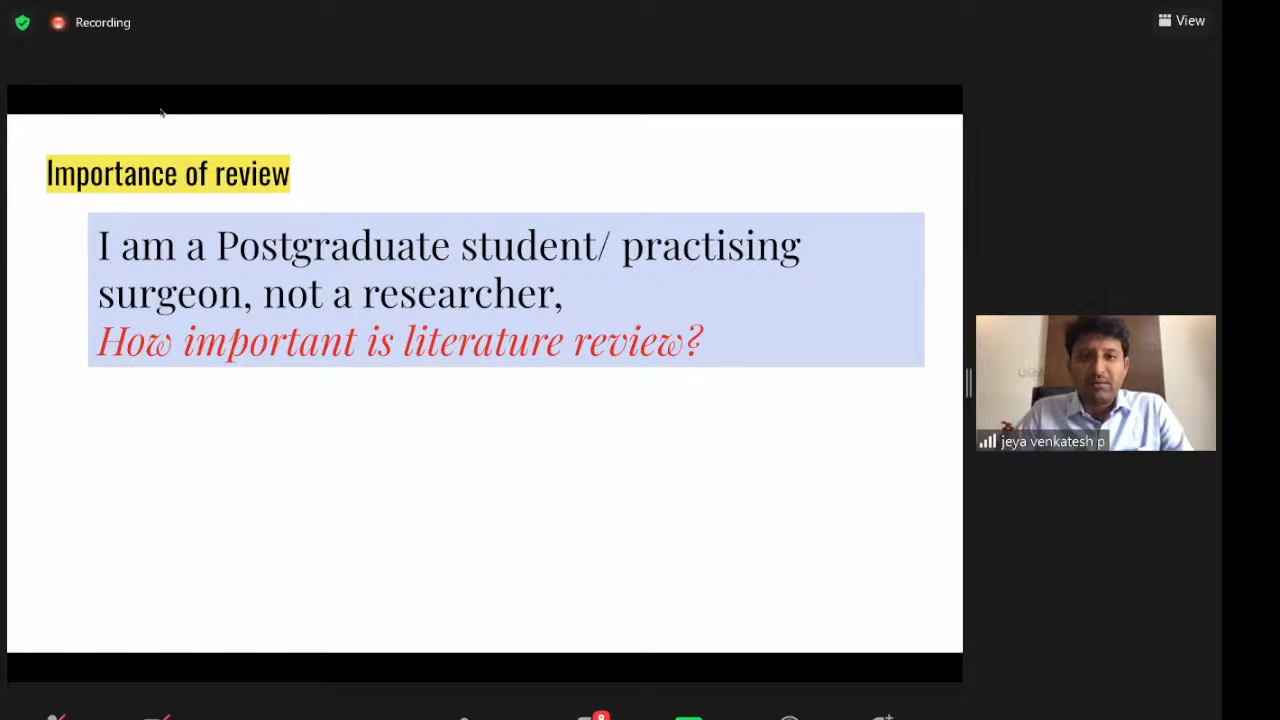 Recording
View
Importance of review
I am a Postgraduate student/ practising
surgeon, not a researcher,
How important is literature review?
jeya venkatesh p
8